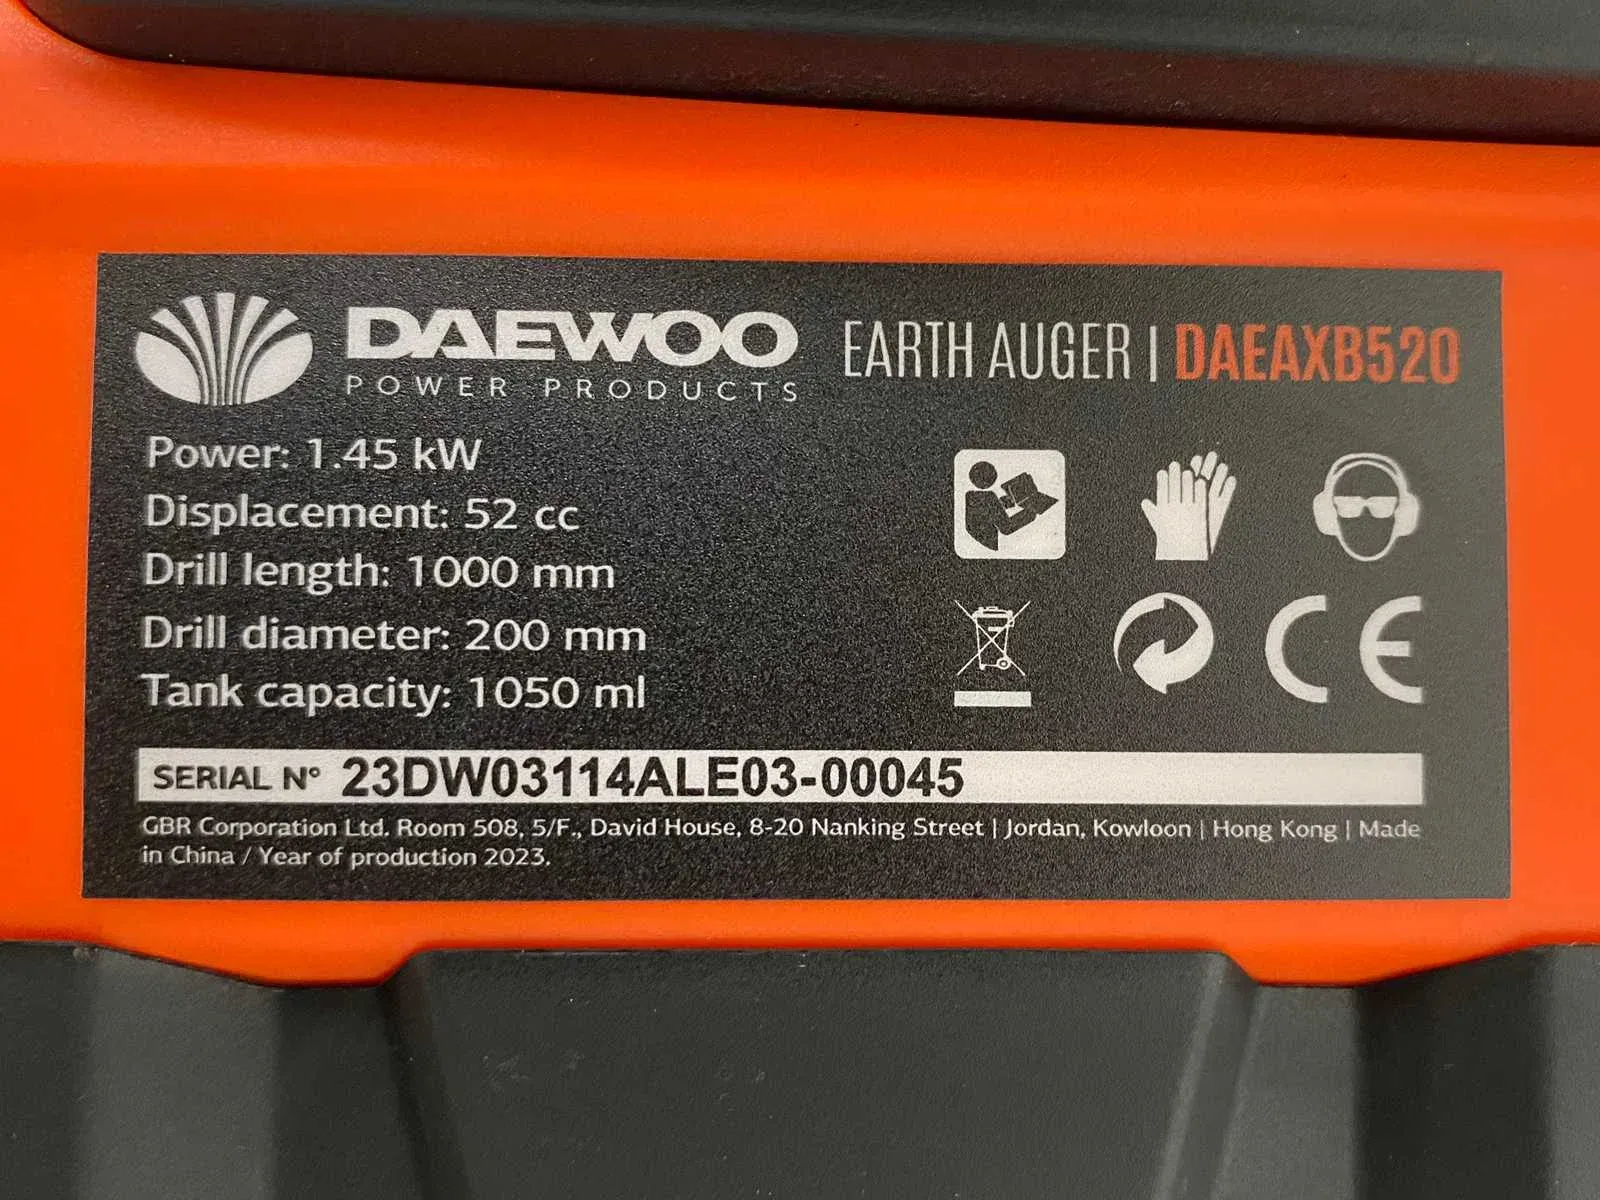 DAEWOO
POWER PRODUCTS
EARTH AUGER | DAEAXB520
Power: 1.45 kW
Displacement: 52 cc
Drill length: 1000 mm
Drill diameter: 200 mm
Tank capacity: 1050 ml
CE
SERIAL Nº 23DW03114ALE03-00045
GBR Corporation Ltd. Room 508, 5/F., David House, 8-20 Nanking Street | Jordan, Kowloon | Hong Kong | Made
in China / Year of production 2023.